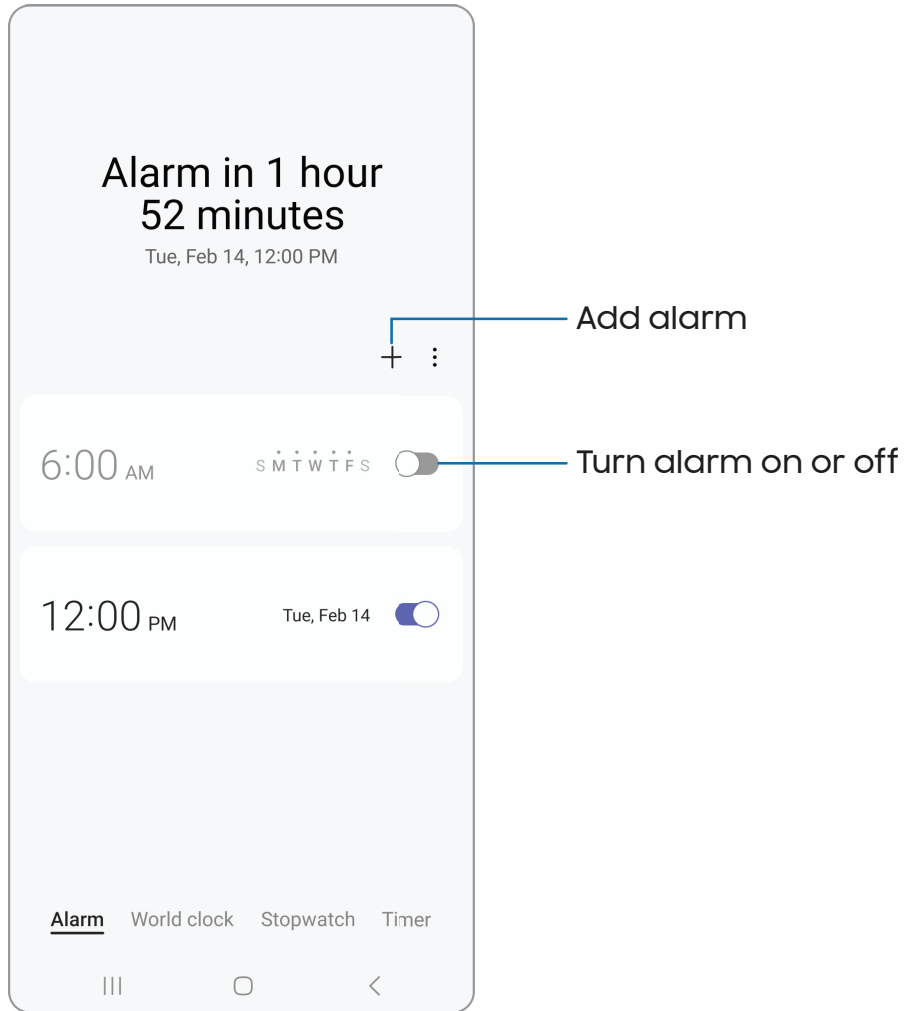 Alarm in 1 hour
52 minutes
Tue, Feb 14, 12:00 PM
Add alarm
6:00 AM
S M T W T F S
Turn alarm on or off
12:00 PM
Tue, Feb 14
Alarm World clock Stopwatch Timer